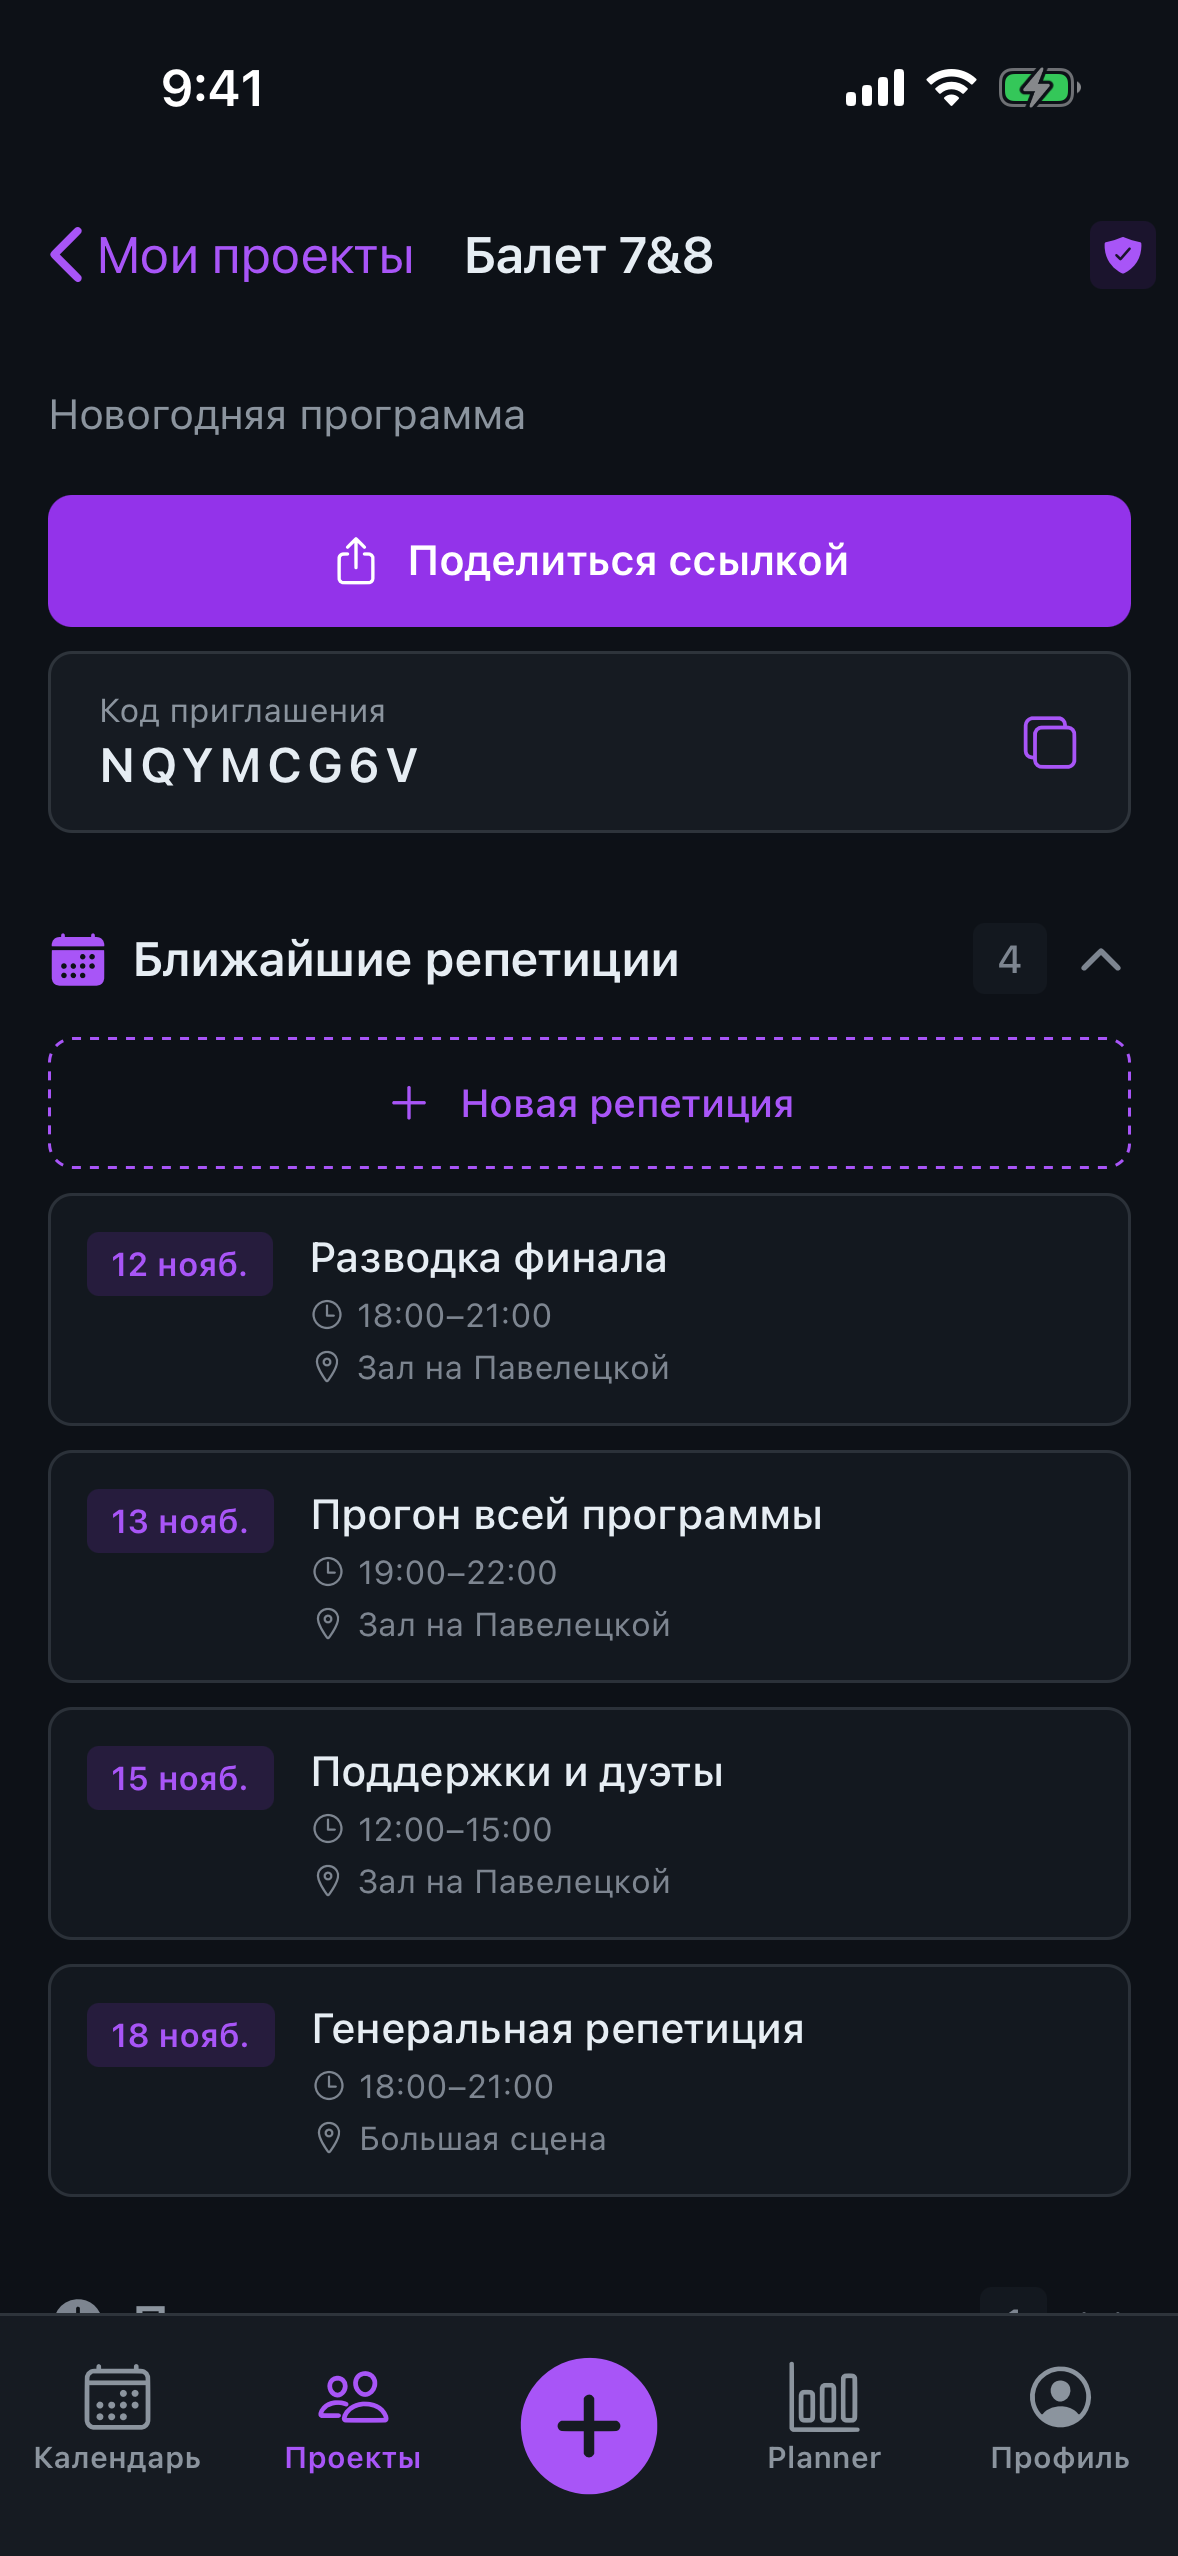 9:41
Мои проекты Балет 7&8
Новогодняя программа
Поделиться ссылкой
Код приглашения
NQYMCG6V
Ближайшие репетиции 4
Новая репетиция
12 нояб. Разводка финала
18:00–21:00
Зал на Павелецкой
13 нояб. Прогон всей программы
19:00–22:00
Зал на Павелецкой
15 нояб. Поддержки и дуэты
12:00–15:00
Зал на Павелецкой
18 нояб. Генеральная репетиция
18:00–21:00
Большая сцена
Календарь Проекты Planner Профиль